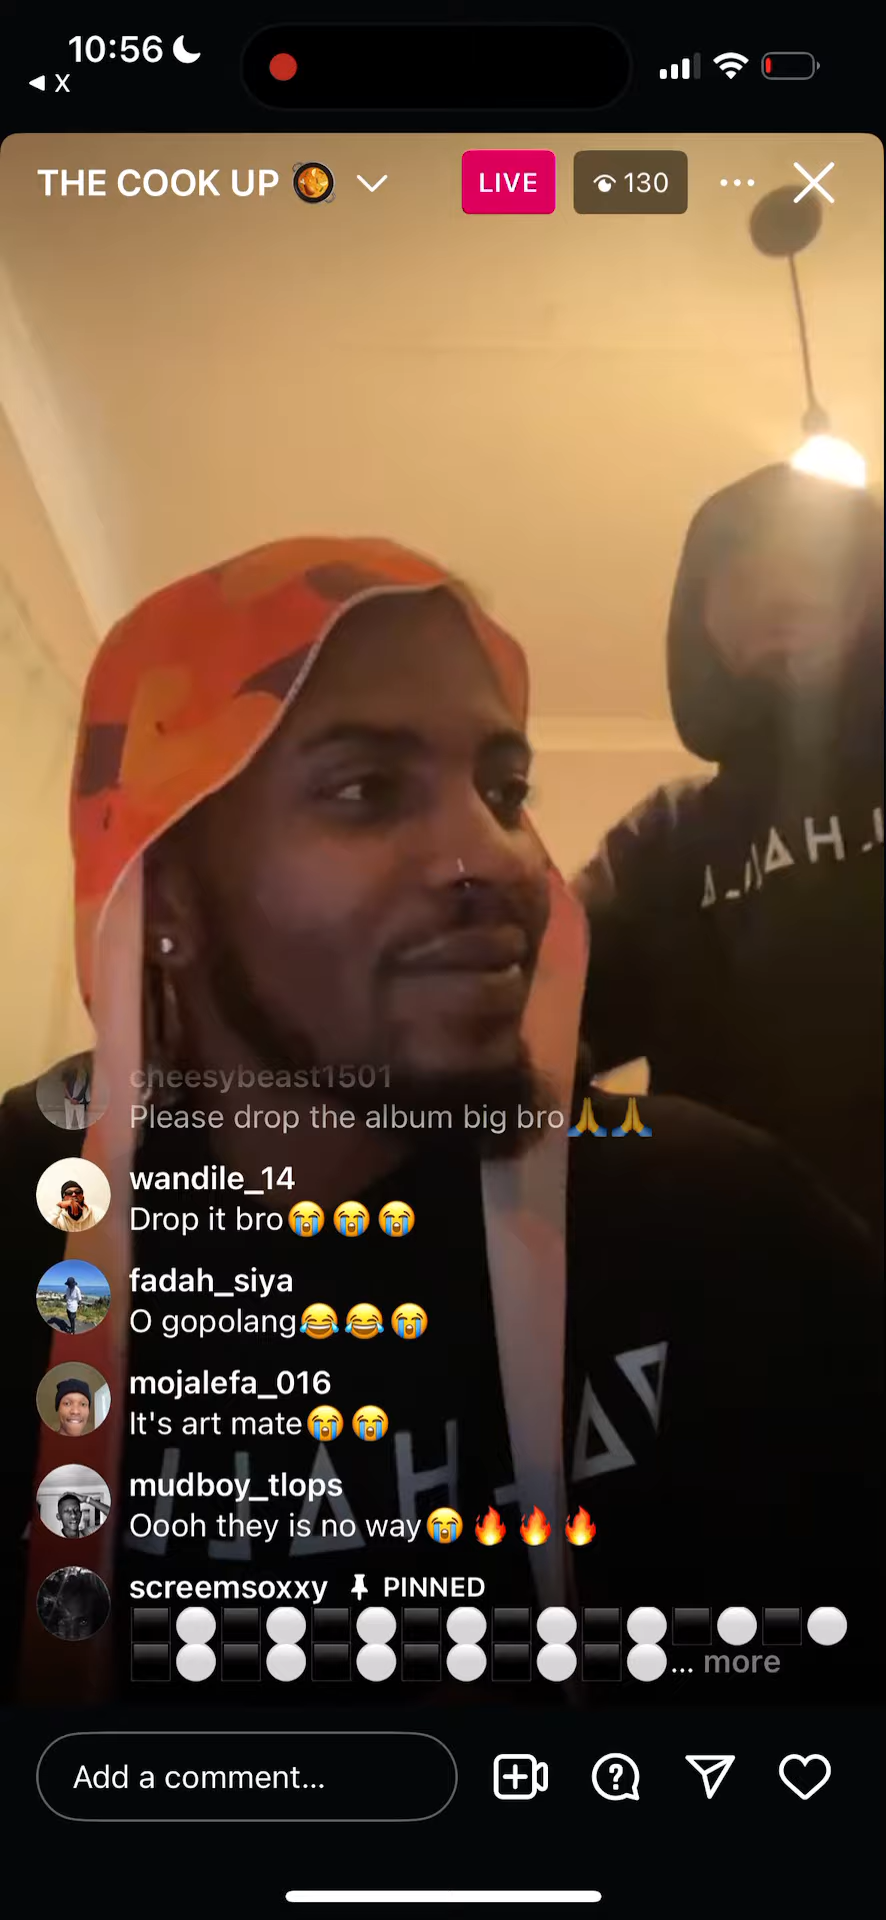 10:56
◀ X
THE COOK UP 🥘
LIVE
130
cheesybeast1501
Please drop the album big bro🙏🙏
wandile_14
Drop it bro😭😭😭
fadah_siya
O gopolang😂😂😭
mojalefa_016
It's art mate😭😭
mudboy_tlops
Oooh they is no way😭🔥🔥🔥
screemsoxxy 📌 PINNED
⬛⚪⬛⚪⬛⚪⬛⚪⬛⚪⬛⚪⬛⚪⬛⚪
⬛⚪⬛⚪⬛⚪⬛⚪⬛⚪⬛⚪... more
Add a comment...